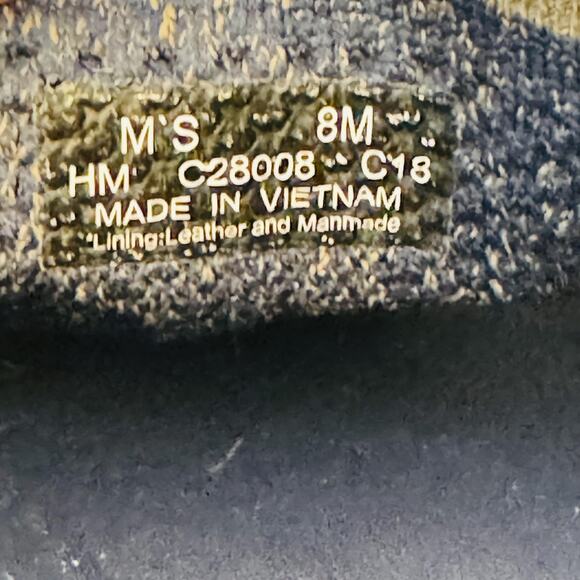 M'S 8M
HM C28008 C18
MADE IN VIETNAM
Lining:Leather and Manmade